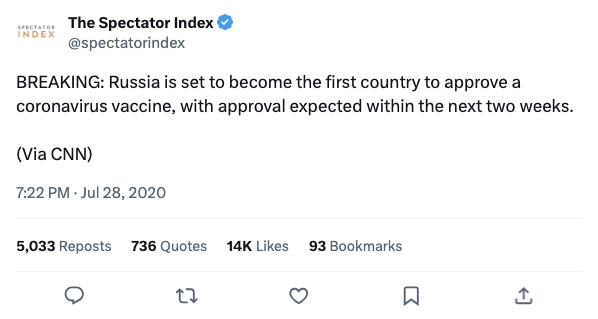 SPECTATOR
INDEX
The Spectator Index
@spectatorindex
BREAKING: Russia is set to become the first country to approve a
coronavirus vaccine, with approval expected within the next two weeks.
(Via CNN)
7:22 PM · Jul 28, 2020
5,033 Reposts 736 Quotes 14K Likes 93 Bookmarks